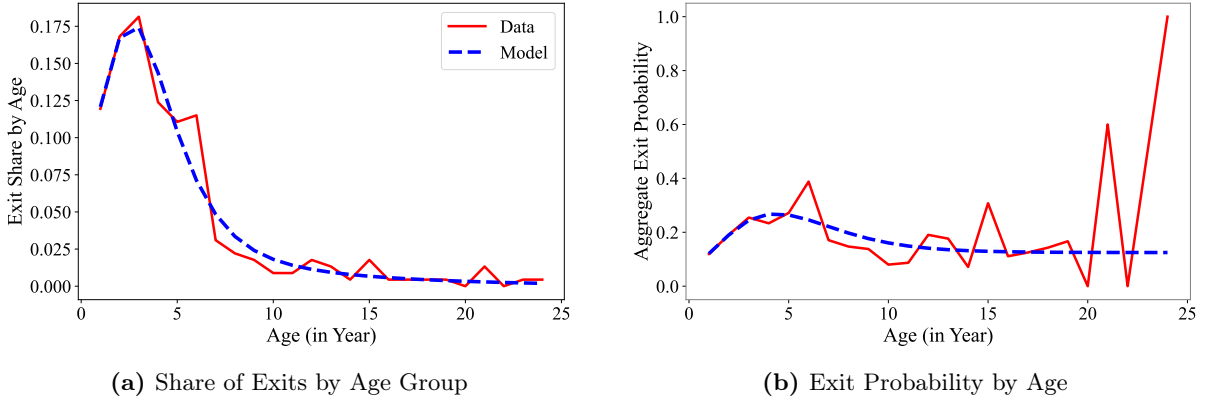 Exit Share by Age
0.175
0.150
0.125
0.100
0.075
0.050
0.025
0.000
0 5 10 15 20 25
Age (in Year)
Data
Model
(a) Share of Exits by Age Group
Aggregate Exit Probability
1.0
0.8
0.6
0.4
0.2
0.0
0 5 10 15 20 25
Age (in Year)
(b) Exit Probability by Age